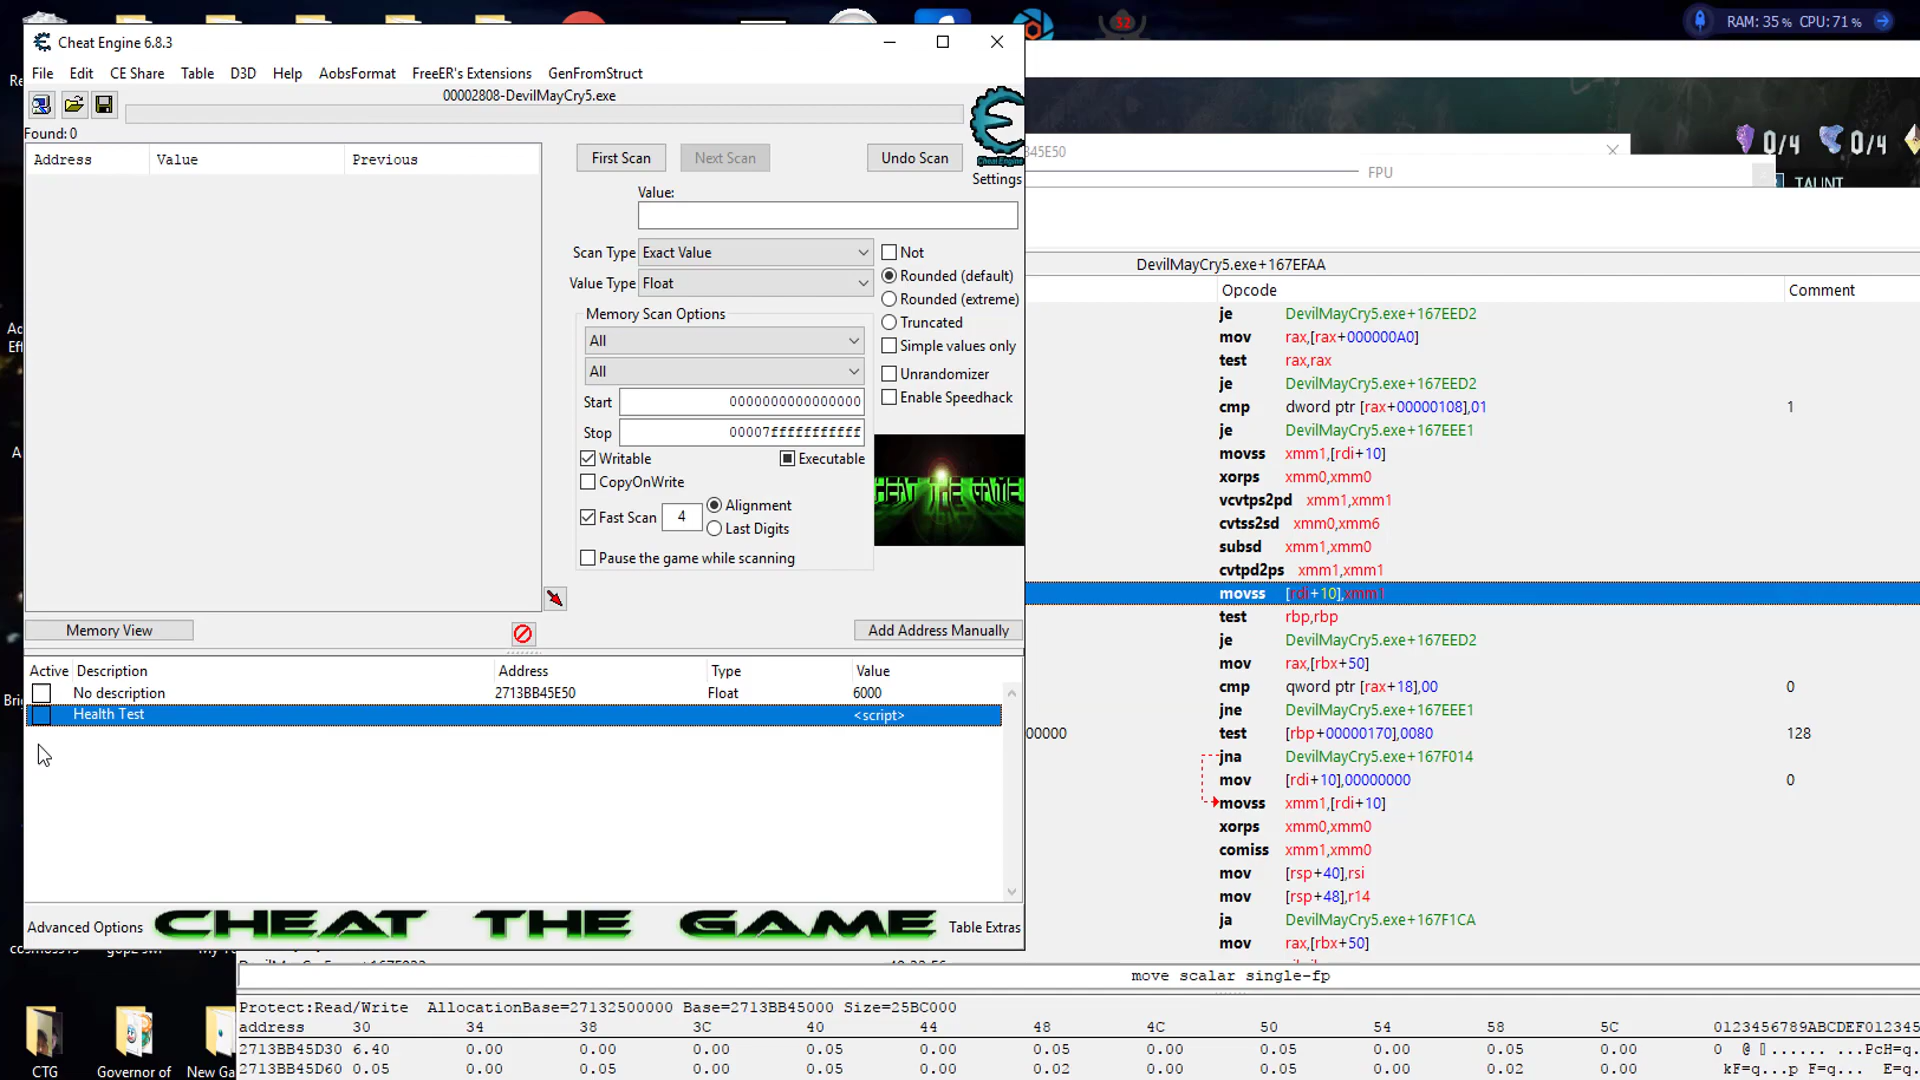 32
RAM: 35 % CPU: 71 %
Cheat Engine 6.8.3
File Edit CE Share Table D3D Help AobsFormat FreeER's Extensions GenFromStruct
00002808-DevilMayCry5.exe
Found: 0
Address Value Previous
First Scan Next Scan Undo Scan
Cheat Engine
Settings
Value:
Scan Type Exact Value
Value Type Float
Not
Rounded (default)
Rounded (extreme)
Truncated
Simple values only
Unrandomizer
Enable Speedhack
Memory Scan Options
All
All
Start 0000000000000000
Stop 00007fffffffffff
Writable Executable
CopyOnWrite
Fast Scan 4 Alignment
Last Digits
Pause the game while scanning
CHEAT THE GAME
Memory View Add Address Manually
Active Description Address Type Value
No description 2713BB45E50 Float 6000
Health Test <script>
Advanced Options CHEAT THE GAME Table Extras
0/4 0/4
TAUNT
B45E50
FPU
DevilMayCry5.exe+167EFAA
Opcode Comment
je DevilMayCry5.exe+167EED2
mov rax,[rax+000000A0]
test rax,rax
je DevilMayCry5.exe+167EED2
cmp dword ptr [rax+00000108],01 1
je DevilMayCry5.exe+167EEE1
movss xmm1,[rdi+10]
xorps xmm0,xmm0
vcvtps2pd xmm1,xmm1
cvtss2sd xmm0,xmm6
subsd xmm1,xmm0
cvtpd2ps xmm1,xmm1
movss [rdi+10],xmm1
test rbp,rbp
je DevilMayCry5.exe+167EED2
mov rax,[rbx+50]
cmp qword ptr [rax+18],00 0
jne DevilMayCry5.exe+167EEE1
00000 test [rbp+00000170],0080 128
jna DevilMayCry5.exe+167F014
mov [rdi+10],00000000 0
movss xmm1,[rdi+10]
xorps xmm0,xmm0
comiss xmm1,xmm0
mov [rsp+40],rsi
mov [rsp+48],r14
ja DevilMayCry5.exe+167F1CA
mov rax,[rbx+50]
move scalar single-fp
Protect:Read/Write AllocationBase=27132500000 Base=2713BB45000 Size=25BC000
address 30 34 38 3C 40 44 48 4C 50 54 58 5C 0123456789ABCDEF012345
2713BB45D30 6.40 0.00 0.00 0.00 0.05 0.00 0.05 0.00 0.05 0.00 0.05 0.00
2713BB45D60 0.05 0.00 0.05 0.00 0.05 0.00 0.02 0.00 0.05 0.00 0.02 0.00
CTG
Governor of
New Ga